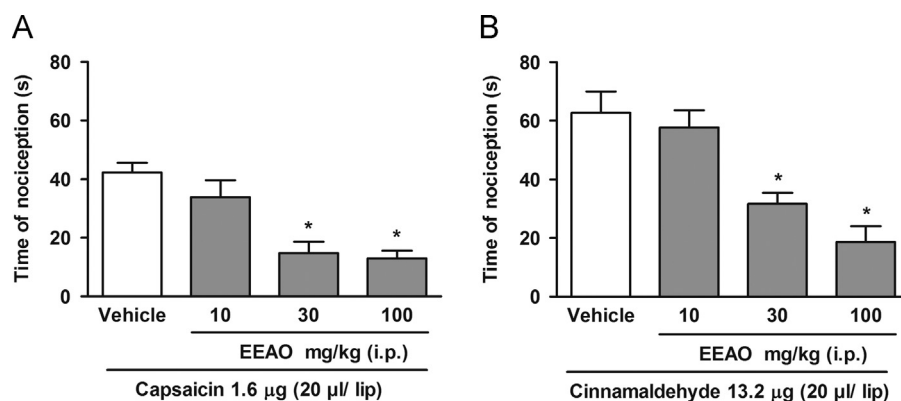 A
Time of nociception (s)
80
60
40
20
0
*
*
Vehicle 10 30 100
EEAO mg/kg (i.p.)
Capsaicin 1.6 μg (20 μl/ lip)
B
Time of nociception (s)
80
60
40
20
0
*
*
Vehicle 10 30 100
EEAO mg/kg (i.p.)
Cinnamaldehyde 13.2 μg (20 μl/ lip)